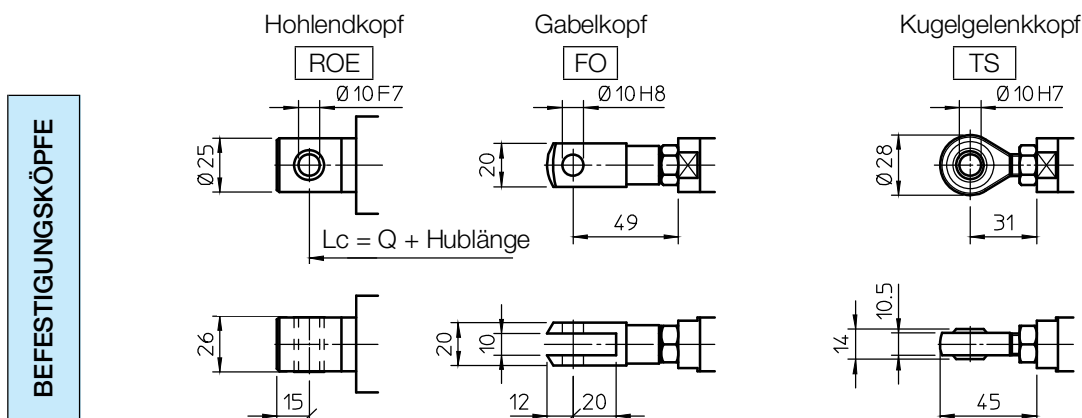 Hohlendkopf
Gabelkopf
Kugelgelenkkopf
ROE
FO
TS
Ø 10 F7
Ø 10 H8
Ø 10 H7
BEFESTIGUNGSKÖPFE
Ø 25
20
Ø 28
49
31
Lc = Q + Hublänge
26
20
10
14
10.5
15
12
20
45